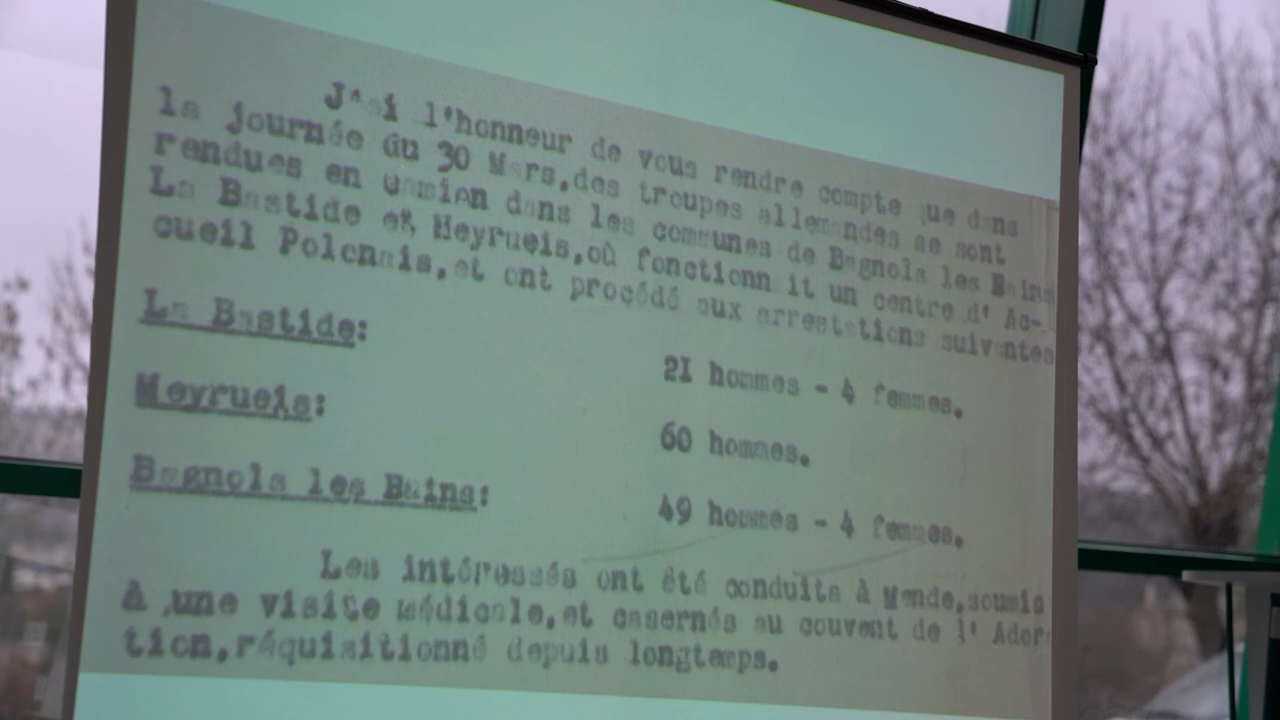 J'ai l'honneur de vous rendre compte que dans
la journée du 30 Mars,des troupes allemandes se sont
rendues en camion dans les communes de Bagnols les Bains
La Bastide et Meyrueis,où fonctionnait un centre d' Ac-
cueil Polonais,et ont procédé aux arrestations suivantes
La Bastide:
21 hommes - 4 femmes.
Meyrueis:
60 hommes.
Bagnols les Bains:
49 hommes - 4 femmes.
Les intéressés ont été conduits à Mende,soumis
à une visite médicale,et casernés au couvent de l' Ador
tion,réquisitionné depuis longtemps.